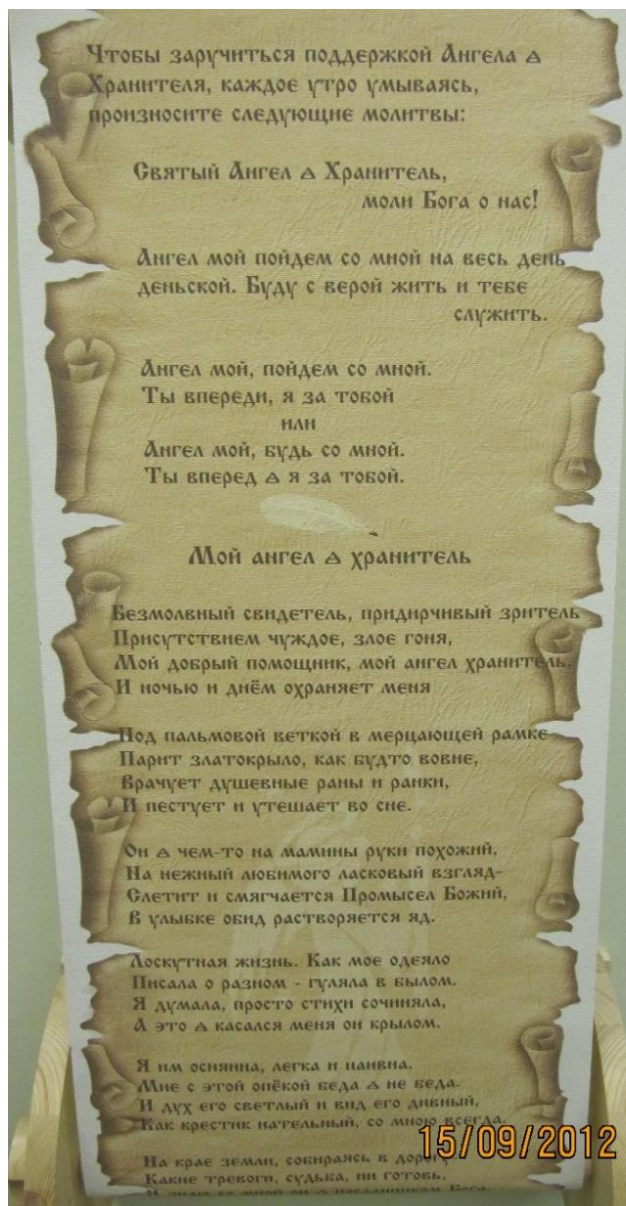 Чтобы заручиться поддержкой Ангела ѧ
Хранителя, каждое утро умываясь,
произносите следующие молитвы:
Святый Ангел ѧ Хранитель,
моли Бога о нас!
Ангел мой пойдем со мной на весь день
деньской. Буду с верой жить и тебе
служить.
Ангел мой, пойдем со мной.
Ты впереди, я за тобой
или
Ангел мой, будь со мной.
Ты вперед ѧ я за тобой.
Мой ангел ѧ хранитель
Безмолвный свидетель, придирчивый зритель
Присутствием чуждое, злое гоня,
Мой добрый помощник, мой ангел хранитель,
И ночью и днём охраняет меня
Под пальмовой веткой в мерцающей рамке
Парит златокрыло, как будто вовне,
Врачует душевные раны и ранки,
И пестует и утешает во сне.
Он ѧ чем-то на мамины руки похожий,
На нежный любимого ласковый взгляд-
Слетит и смягчается Промысел Божий,
В улыбке обид растворяется яд.
Лоскутная жизнь. Как мое одеяло
Писала о разном - гуляла в былом.
Я думала, просто стихи сочиняла,
А это ѧ касался меня он крылом.
Я им осиянна, легка и наивна.
Мне с этой опёкой беда ѧ не беда.
И дух его светлый и вид его дивный,
Как крестик нательный, со мною всегда.
На крае земли, собираясь в дорогу
Какие тревоги, судьба, ни готовь,
И знаю со мной он ѧ посланником Бога.
15/09/2012